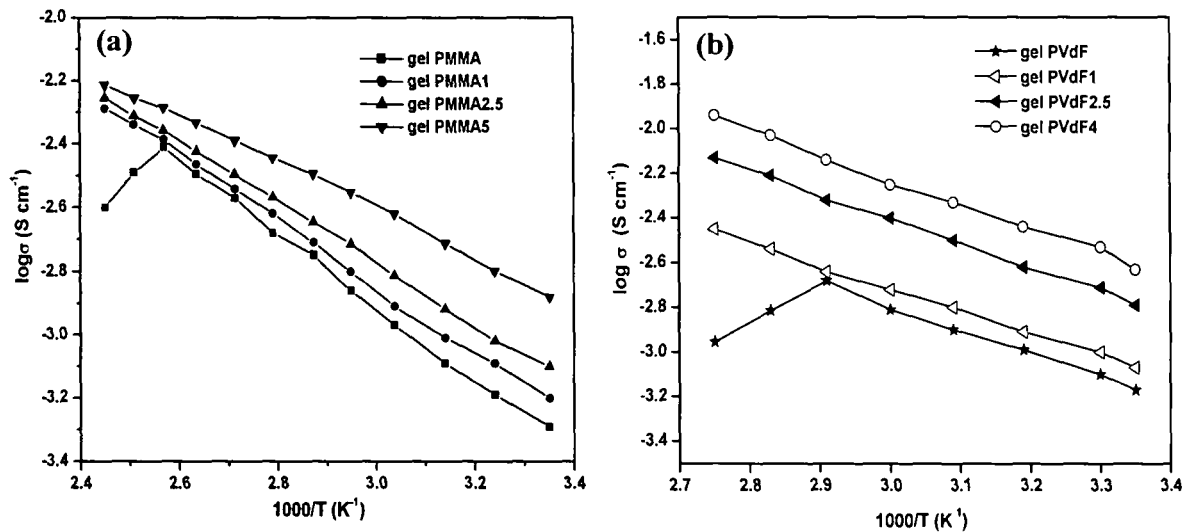 (a)
gel PMMA
gel PMMA1
gel PMMA2.5
gel PMMA5
-2.0
-2.2
-2.4
-2.6
-2.8
-3.0
-3.2
-3.4
logσ (S cm⁻¹)
2.4 2.6 2.8 3.0 3.2 3.4
1000/T (K⁻¹)
(b)
gel PVdF
gel PVdF1
gel PVdF2.5
gel PVdF4
-1.6
-1.8
-2.0
-2.2
-2.4
-2.6
-2.8
-3.0
-3.2
-3.4
log σ (S cm⁻¹)
2.7 2.8 2.9 3.0 3.1 3.2 3.3 3.4
1000/T (K¹)